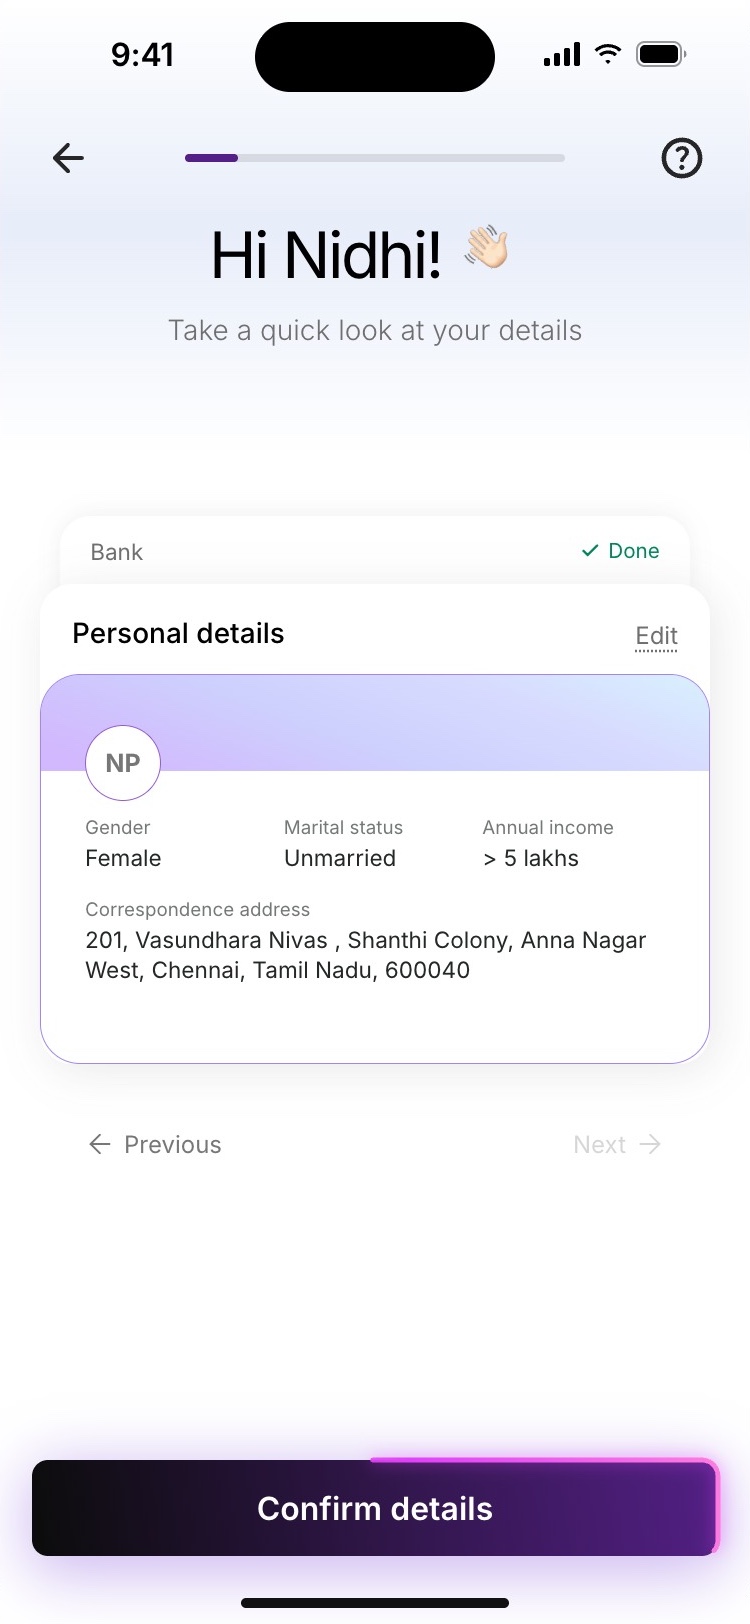 9:41
Hi Nidhi! 👋🏻
Take a quick look at your details
Bank
Done
Personal details
Edit
NP
Gender
Marital status
Annual income
Female
Unmarried
> 5 lakhs
Correspondence address
201, Vasundhara Nivas , Shanthi Colony, Anna Nagar
West, Chennai, Tamil Nadu, 600040
Previous
Next
Confirm details